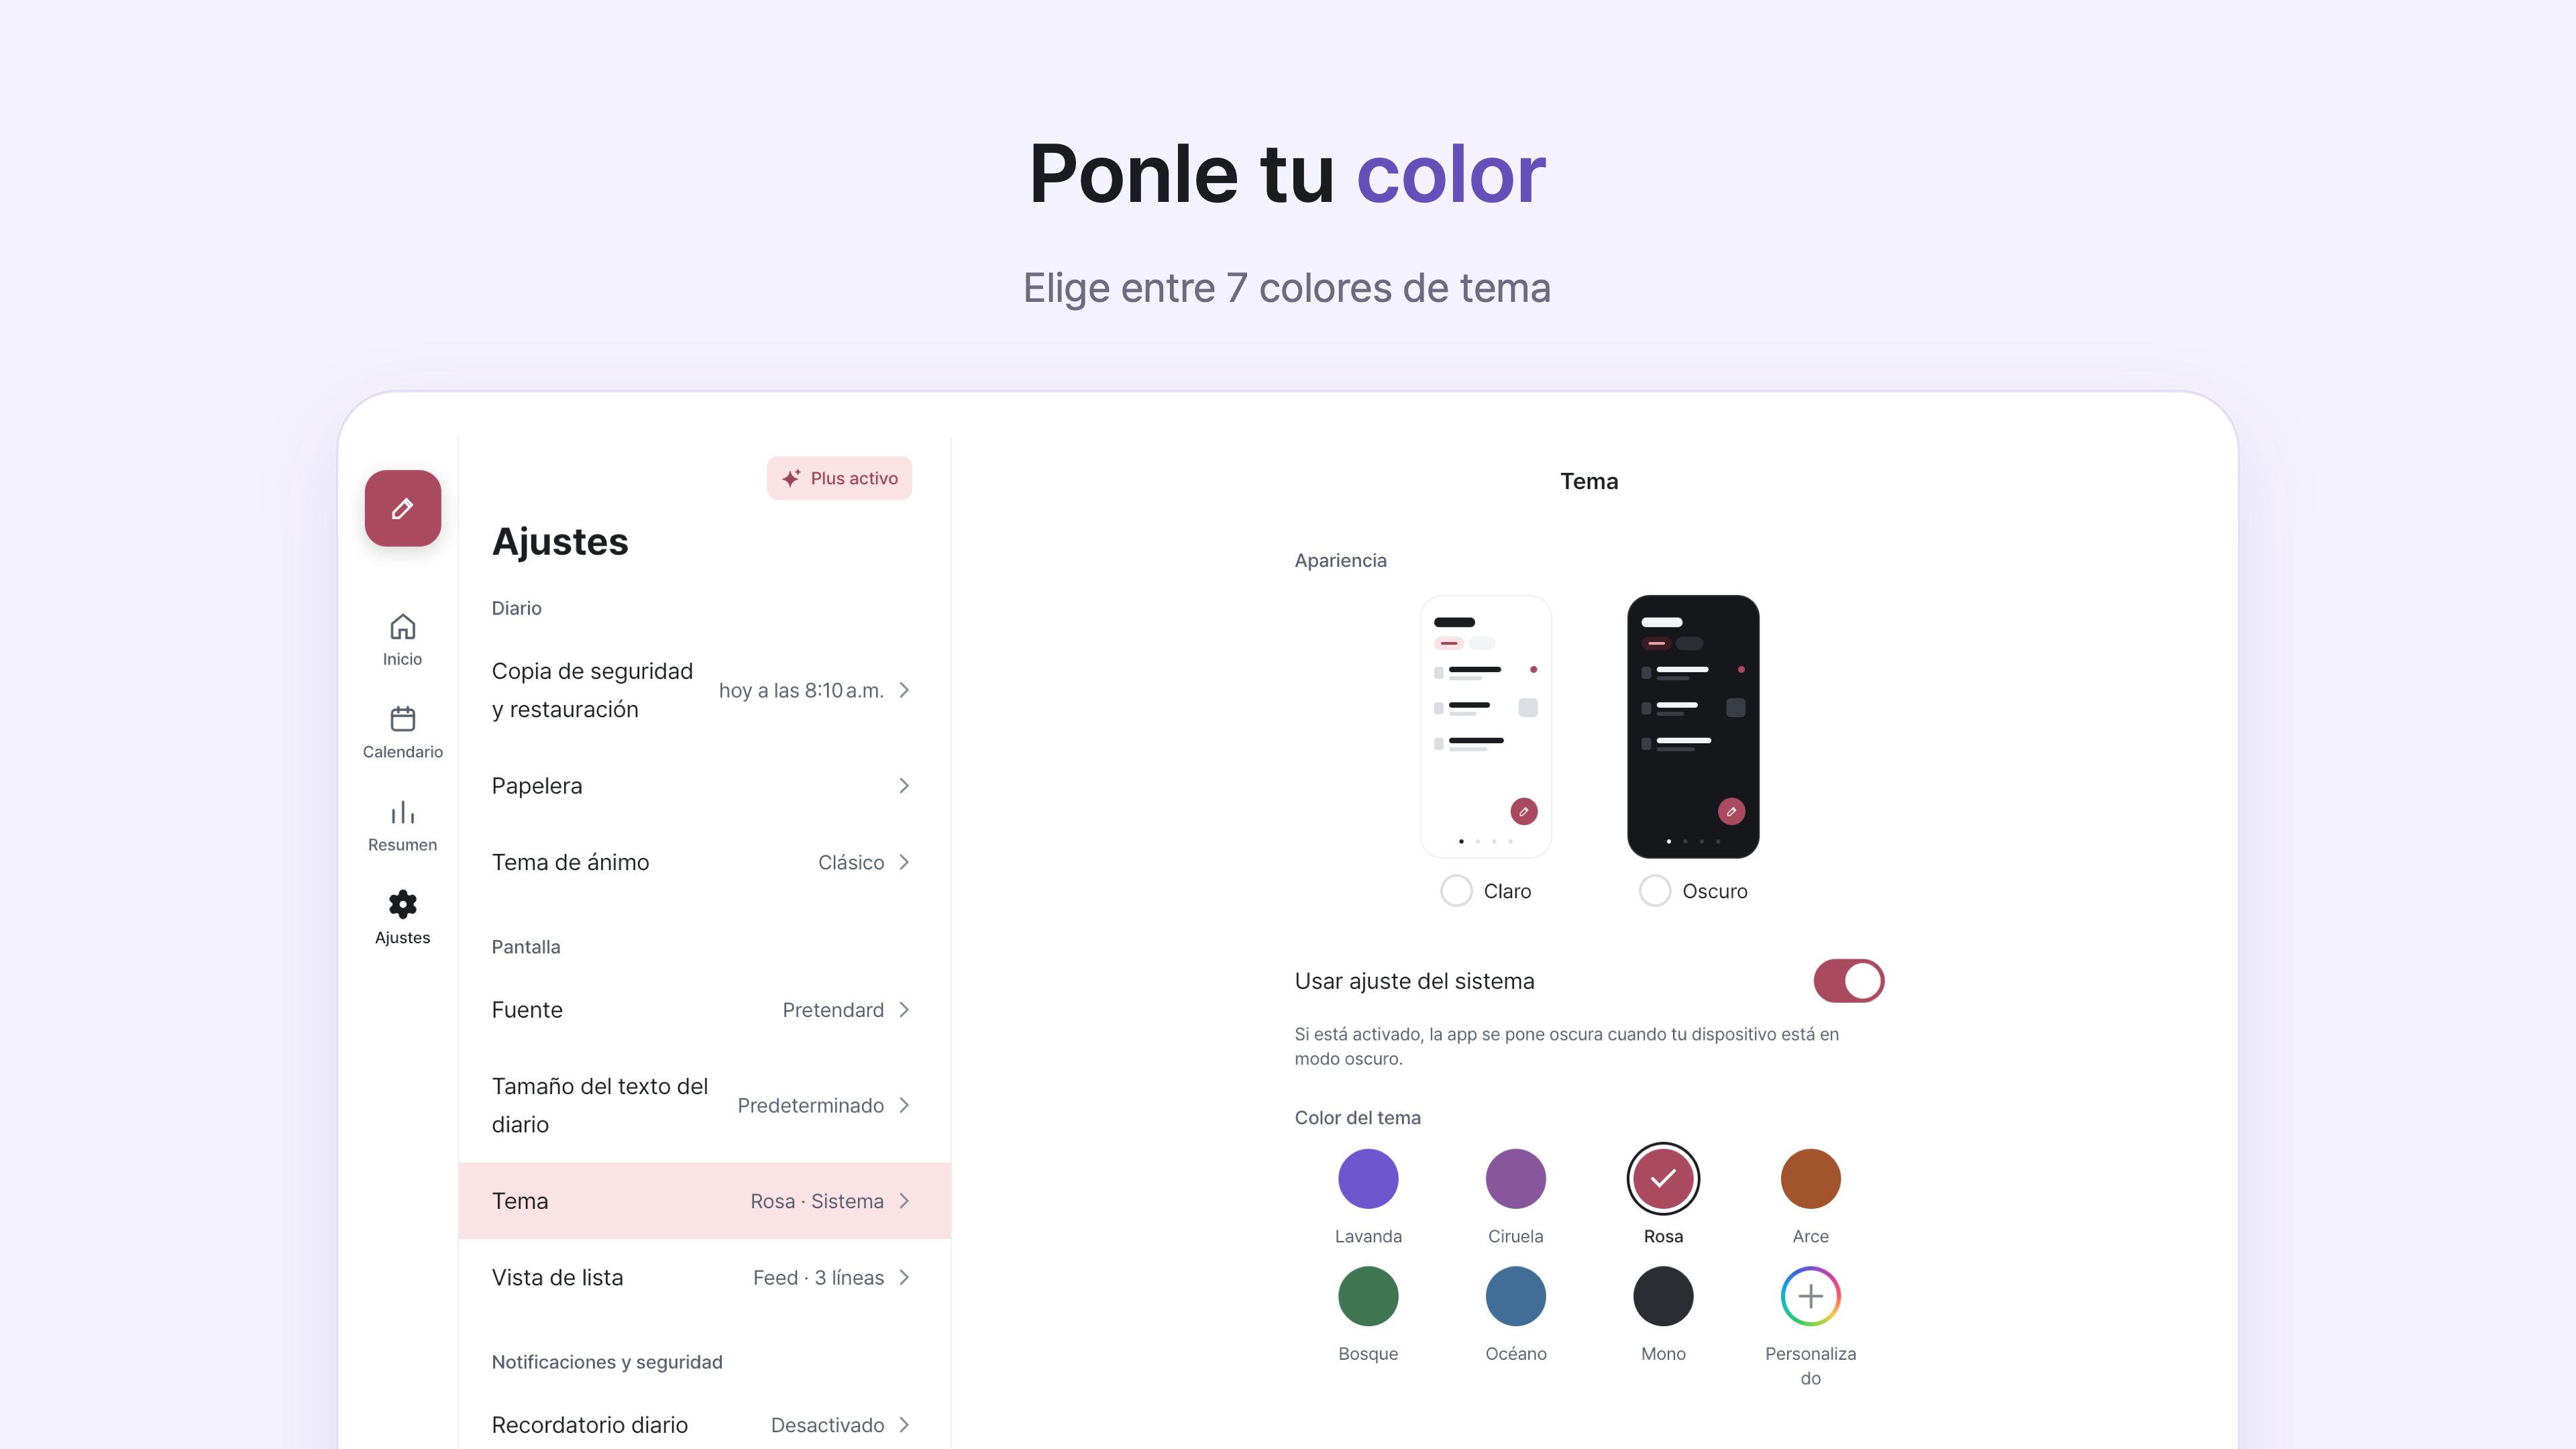 Ponle tu color
Elige entre 7 colores de tema
Inicio
Calendario
Resumen
Ajustes
Plus activo
Ajustes
Diario
Copia de seguridad
y restauración
hoy a las 8:10 a.m.
Papelera
Tema de ánimo
Clásico
Pantalla
Fuente
Pretendard
Tamaño del texto del
diario
Predeterminado
Tema
Rosa · Sistema
Vista de lista
Feed · 3 líneas
Notificaciones y seguridad
Recordatorio diario
Desactivado
Tema
Apariencia
Claro
Oscuro
Usar ajuste del sistema
Si está activado, la app se pone oscura cuando tu dispositivo está en
modo oscuro.
Color del tema
Lavanda
Ciruela
Rosa
Arce
Bosque
Océano
Mono
Personaliza
do